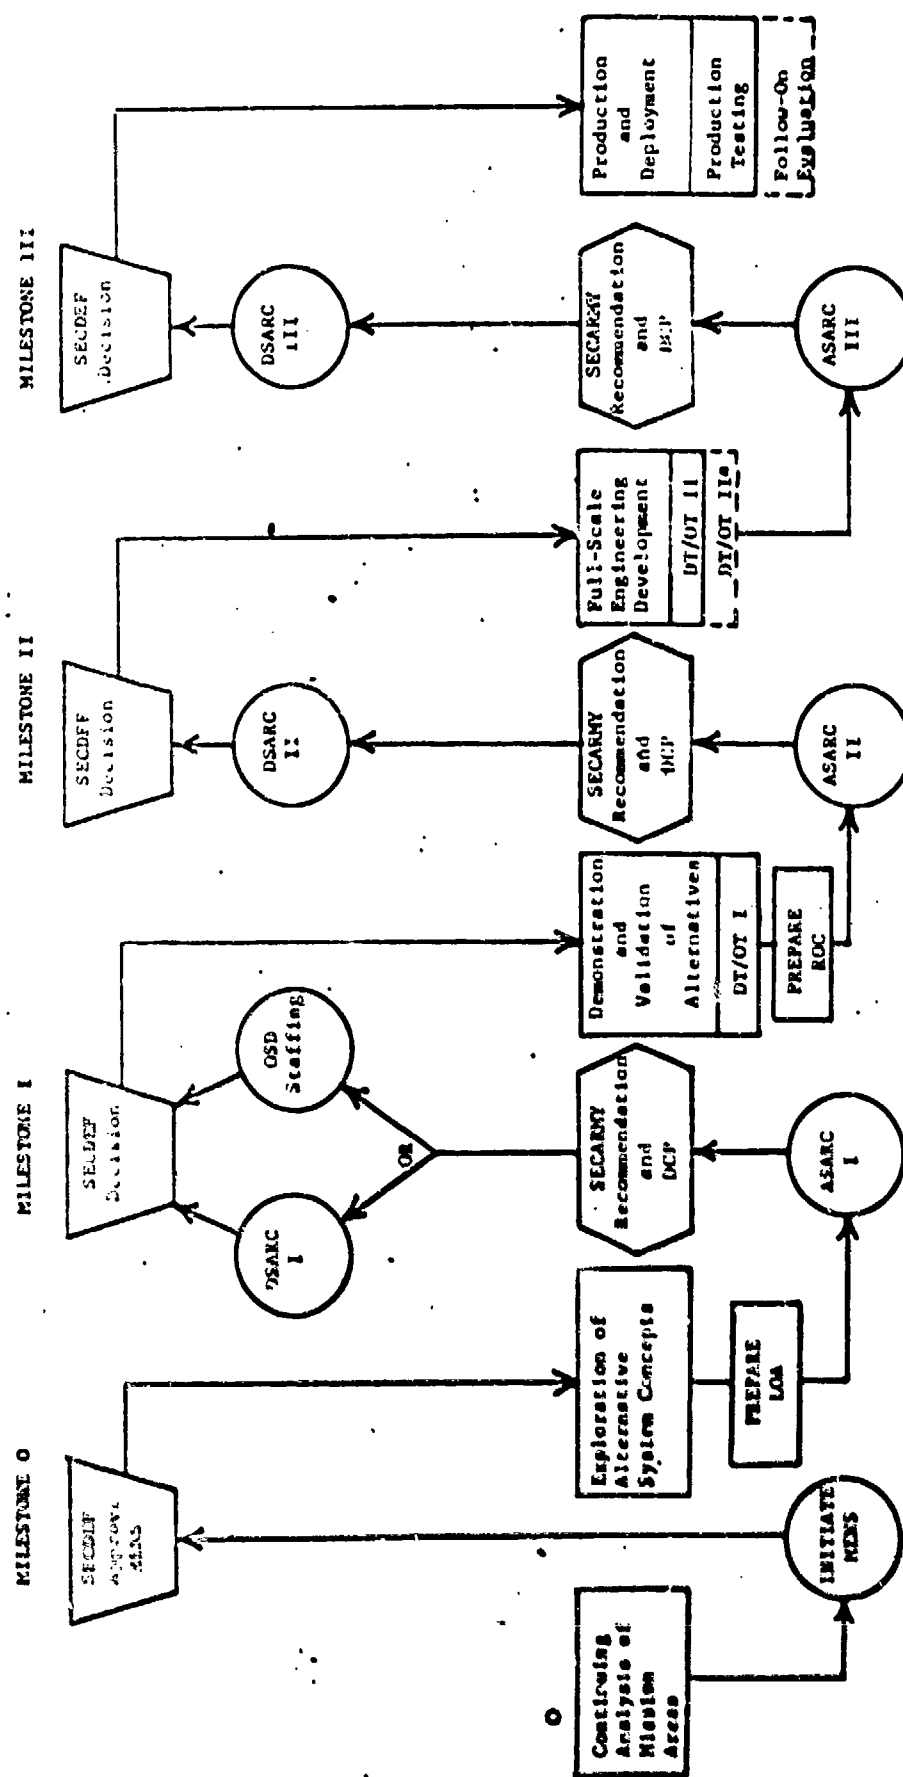 MILESTONE 0
MILESTONE I
MILESTONE II
MILESTONE III
SECDEF
Approve
MENS
SECDEF
Decision
SECDEF
Decision
SECDEF
Decision
DSARC
I
OSD
Staffing
DSARC
II
DSARC
III
OR
Continuing
Analysis of
Mission
Areas
Exploration of
Alternative
System Concepts
SECARMY
Recommendation
and
DCP
Demonstration
and
Validation
of
Alternatives
DT/OT I
SECARMY
Recommendation
and
DCP
Full-Scale
Engineering
Development
DT/OT II
DT/OT IIa
SECARMY
Recommendation
and
DCP
Production
and
Deployment
Production
Testing
Follow-On
Evaluation
PREPARE
LOA
PREPARE
ROC
INITIATE
MENS
ASARC
I
ASARC
II
ASARC
III